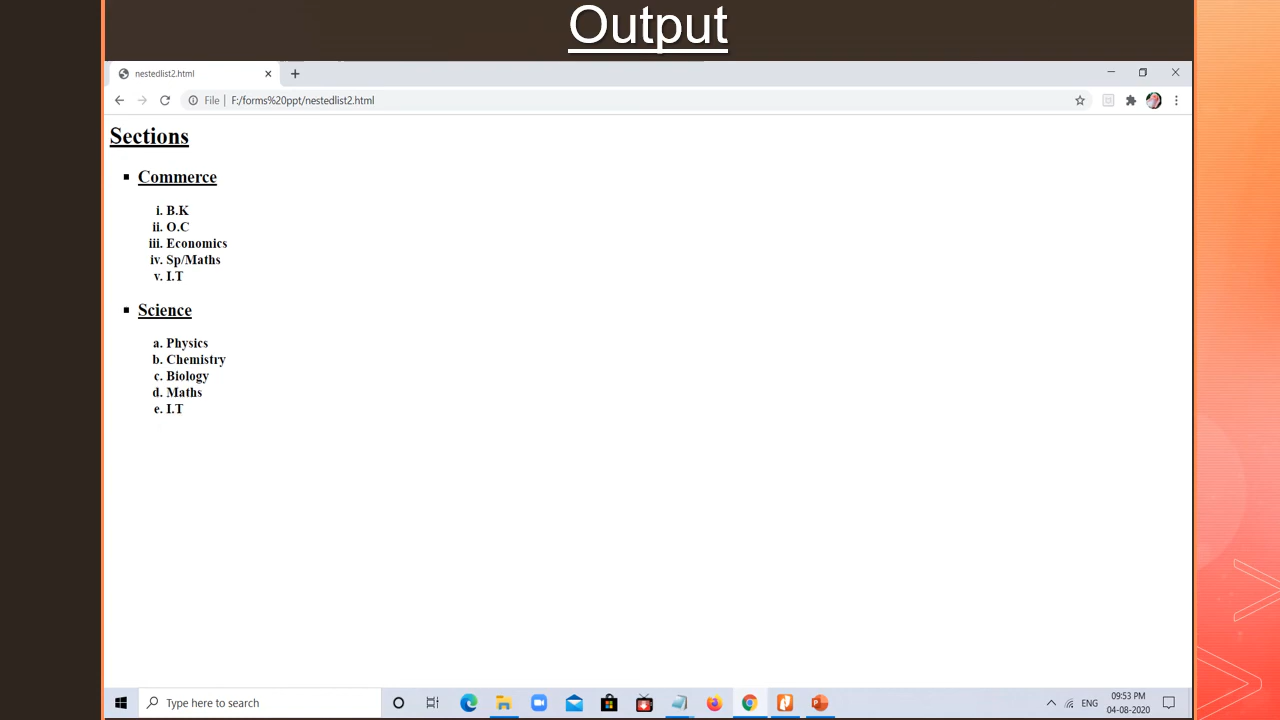 Output
nestedlist2.html
File | F:/forms%20ppt/nestedlist2.html
Sections
▪ Commerce
i. B.K
ii. O.C
iii. Economics
iv. Sp/Maths
v. I.T
▪ Science
a. Physics
b. Chemistry
c. Biology
d. Maths
e. I.T
Type here to search
ENG
09:53 PM
04-08-2020